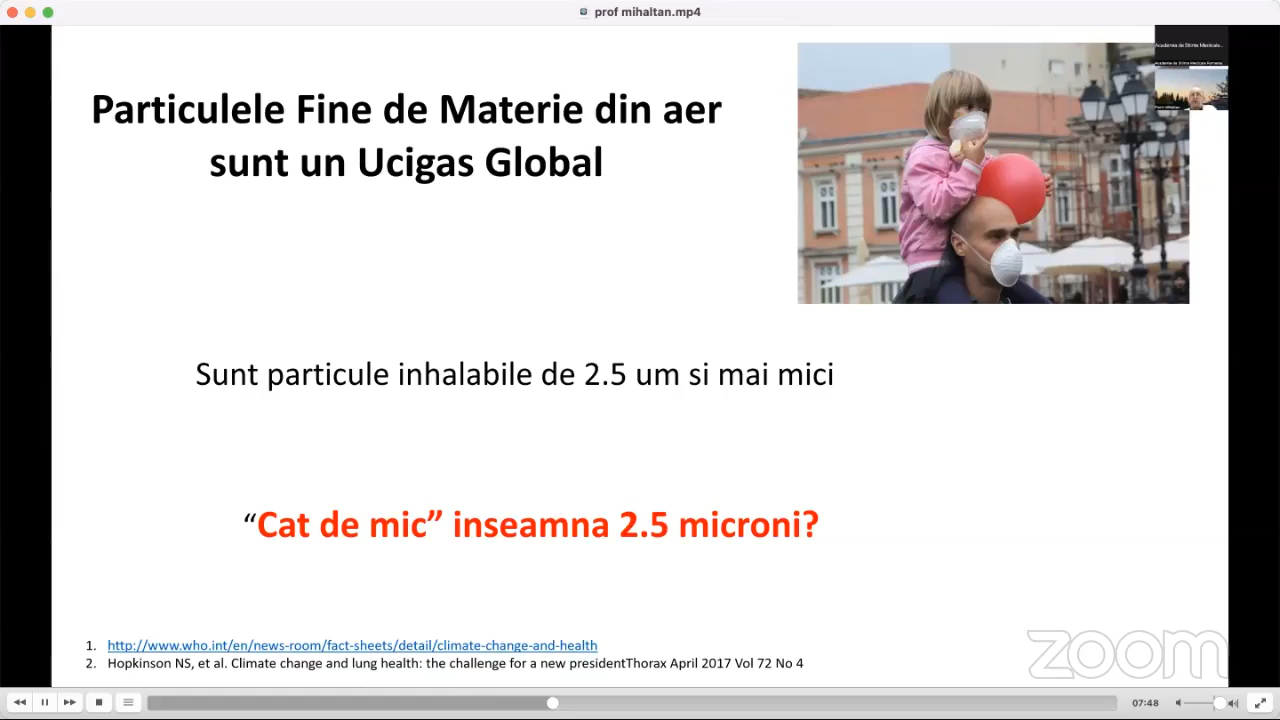 prof mihaltan.mp4
Particulele Fine de Materie din aer
sunt un Ucigas Global
Sunt particule inhalabile de 2.5 um si mai mici
“Cat de mic” inseamna 2.5 microni?
1. http://www.who.int/en/news-room/fact-sheets/detail/climate-change-and-health
2. Hopkinson NS, et al. Climate change and lung health: the challenge for a new presidentThorax April 2017 Vol 72 No 4
zoom
07:48